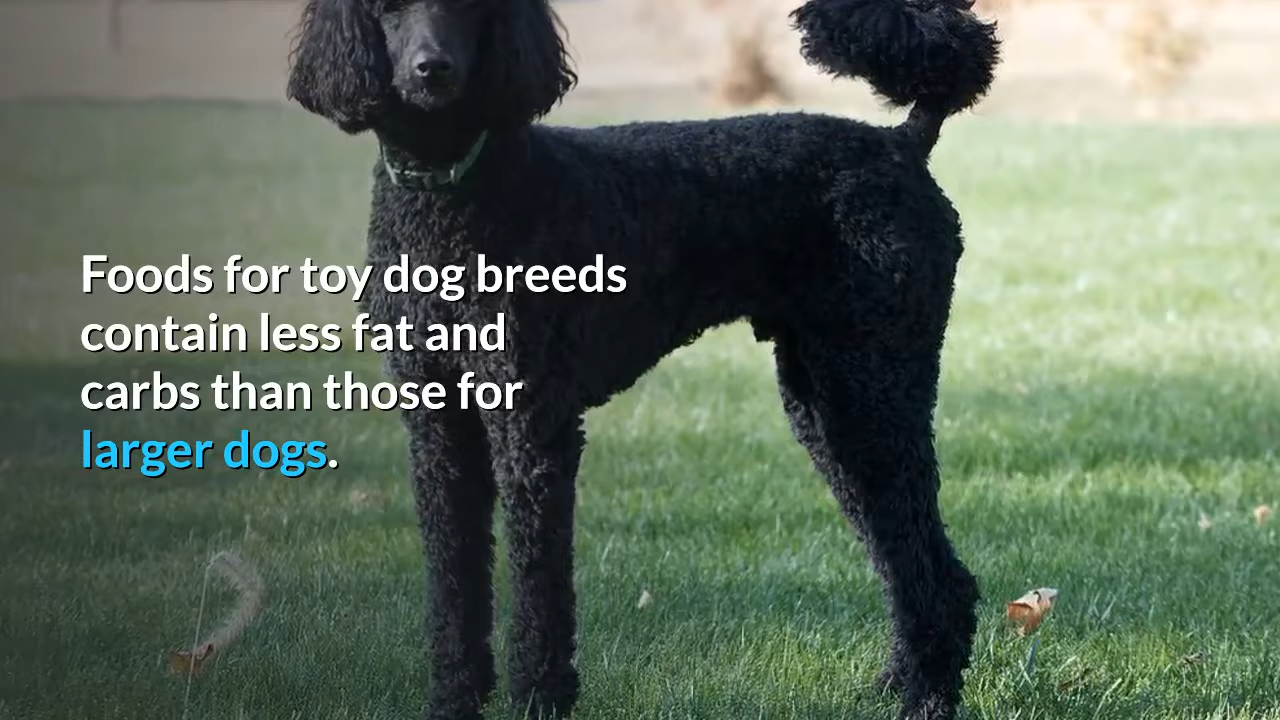 Foods for toy dog breeds
contain less fat and
carbs than those for
larger dogs.